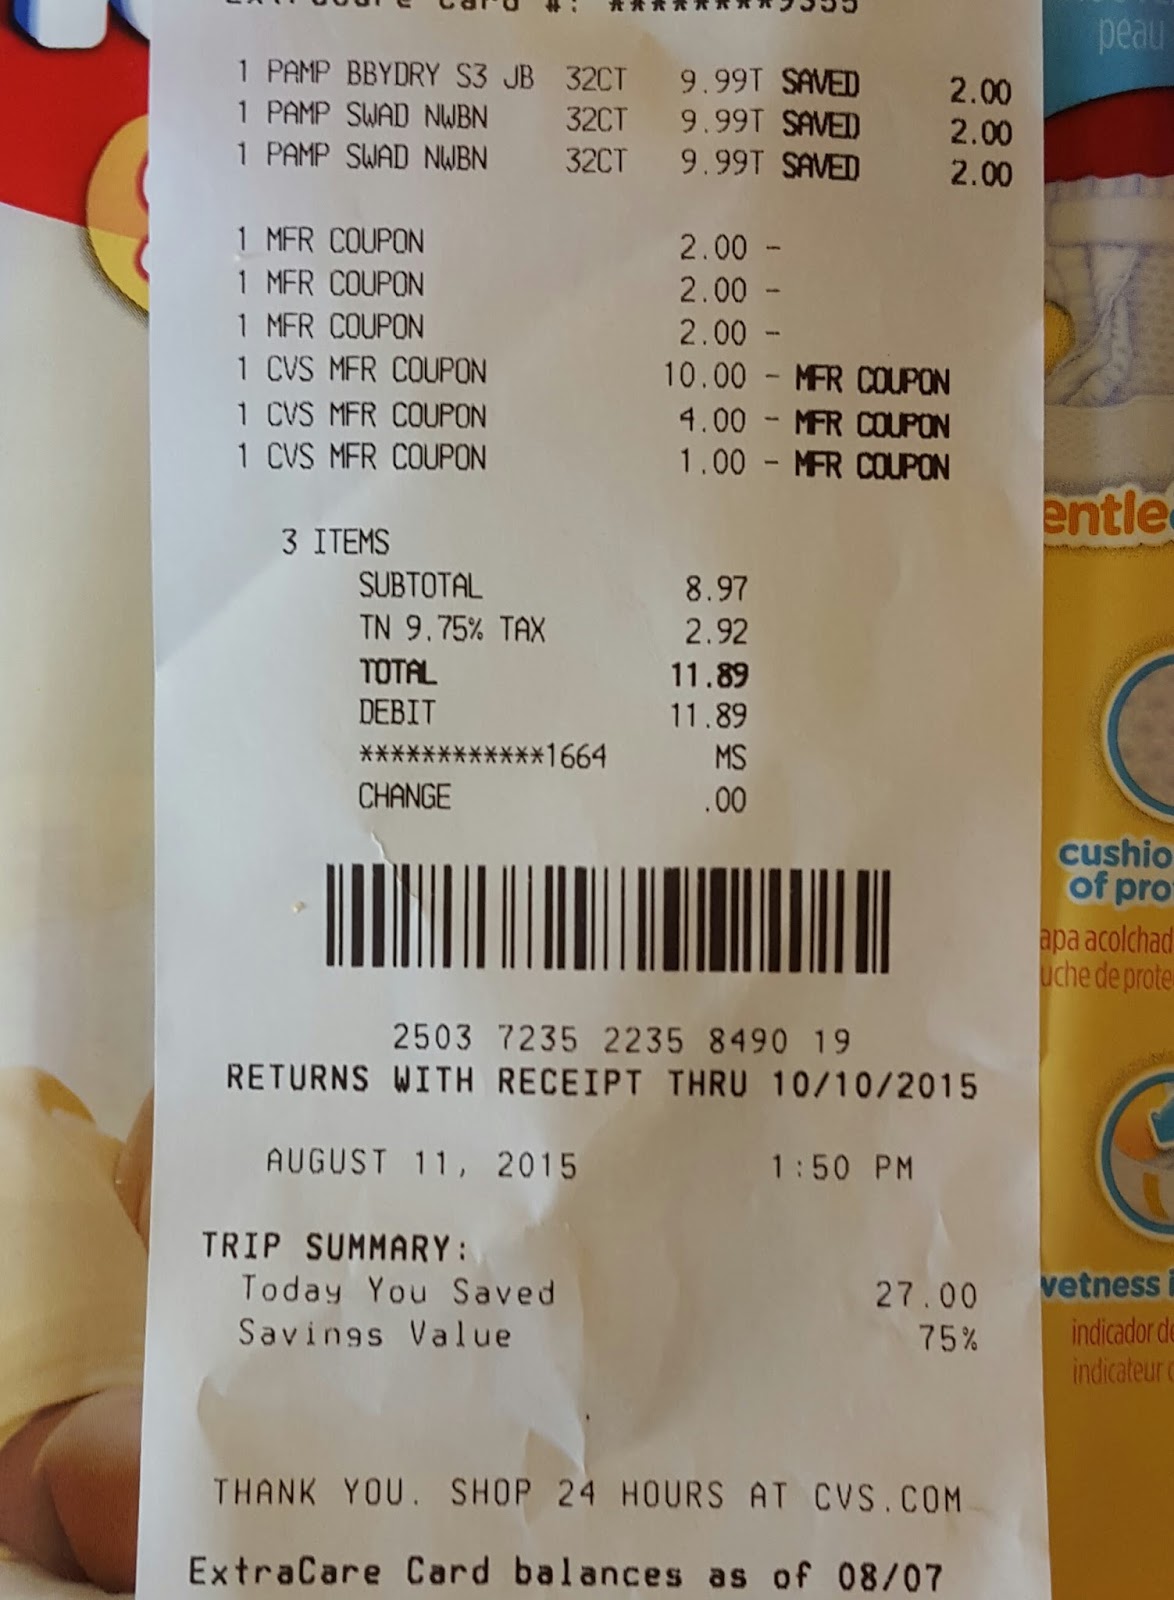 ExtraCare Card #: ********9355
1 PAMP BBYDRY S3 JB 32CT 9.99T SAVED 2.00
1 PAMP SWAD NWBN 32CT 9.99T SAVED 2.00
1 PAMP SWAD NWBN 32CT 9.99T SAVED 2.00
1 MFR COUPON 2.00 -
1 MFR COUPON 2.00 -
1 MFR COUPON 2.00 -
1 CVS MFR COUPON 10.00 - MFR COUPON
1 CVS MFR COUPON 4.00 - MFR COUPON
1 CVS MFR COUPON 1.00 - MFR COUPON
3 ITEMS
SUBTOTAL 8.97
TN 9.75% TAX 2.92
TOTAL 11.89
DEBIT 11.89
************1664 MS
CHANGE .00
2503 7235 2235 8490 19
RETURNS WITH RECEIPT THRU 10/10/2015
AUGUST 11, 2015 1:50 PM
TRIP SUMMARY:
Today You Saved 27.00
Savings Value 75%
THANK YOU. SHOP 24 HOURS AT CVS.COM
ExtraCare Card balances as of 08/07
peau
entle
cushio
of pro
apa acolchad
uche de prote
wetness i
indicador de
indicateur